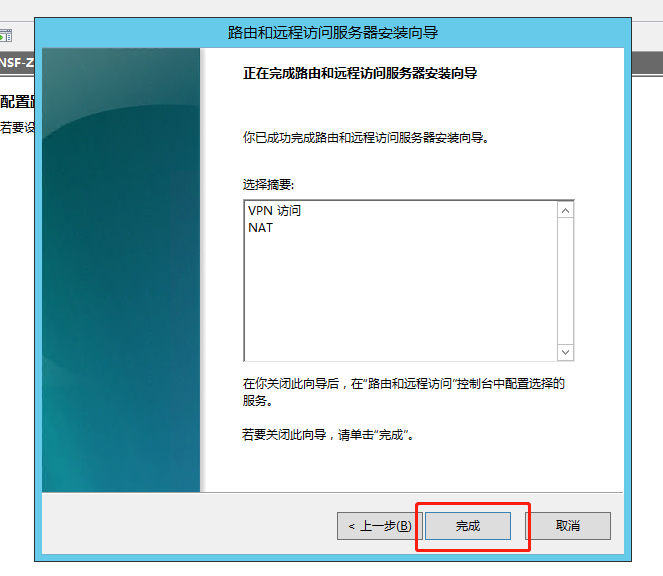 路由和远程访问服务器安装向导
NSF-Z
正在完成路由和远程访问服务器安装向导
配置
若要设
你已成功完成路由和远程访问服务器安装向导。
选择摘要:
VPN 访问
NAT
在你关闭此向导后，在"路由和远程访问"控制台中配置选择的
服务。
若要关闭此向导，请单击"完成"。
< 上一步(B)
完成
取消